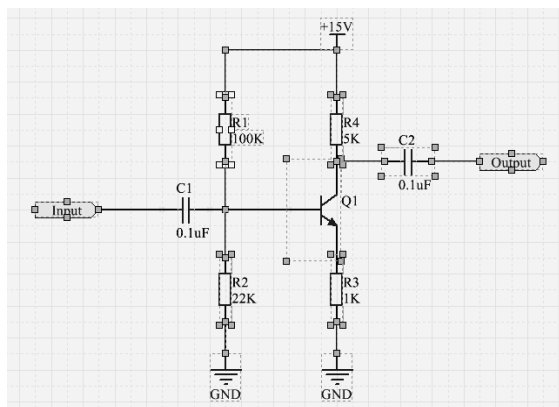 +15V
R1
100K
R4
5K
C2
0.1uF
Output
C1
0.1uF
Input
Q1
R2
22K
R3
1K
GND
GND